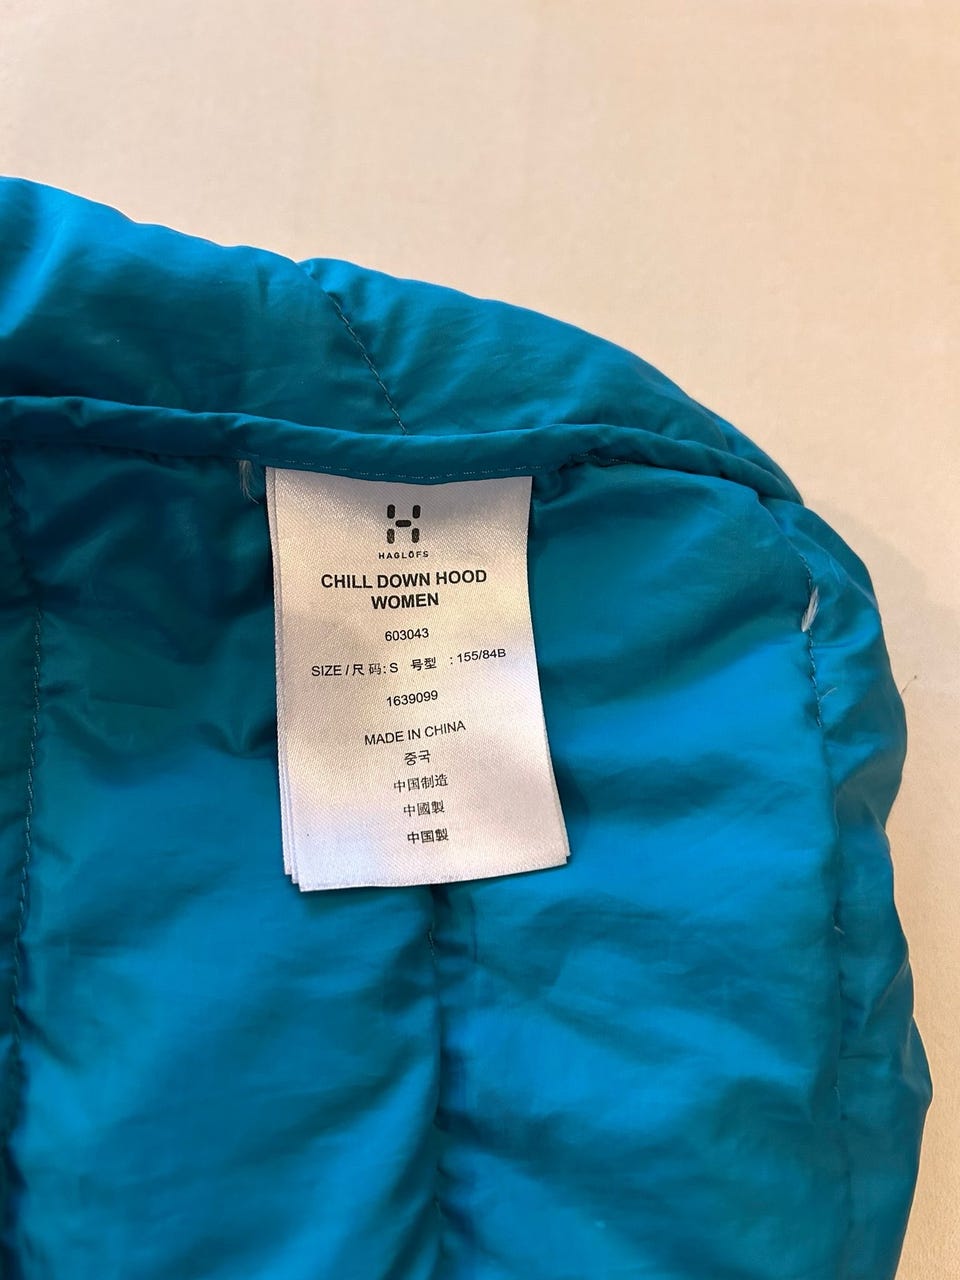 HAGLÖFS
CHILL DOWN HOOD
WOMEN
603043
SIZE / 尺 码: S 号型 : 155/84B
1639099
MADE IN CHINA
중국
中国制造
中國製
中国製